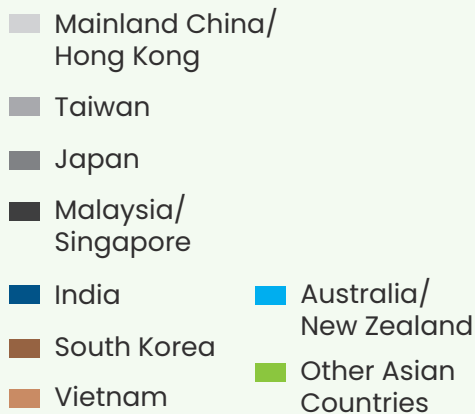 Mainland China/
Hong Kong
Taiwan
Japan
Malaysia/
Singapore
India
South Korea
Vietnam
Australia/
New Zealand
Other Asian
Countries